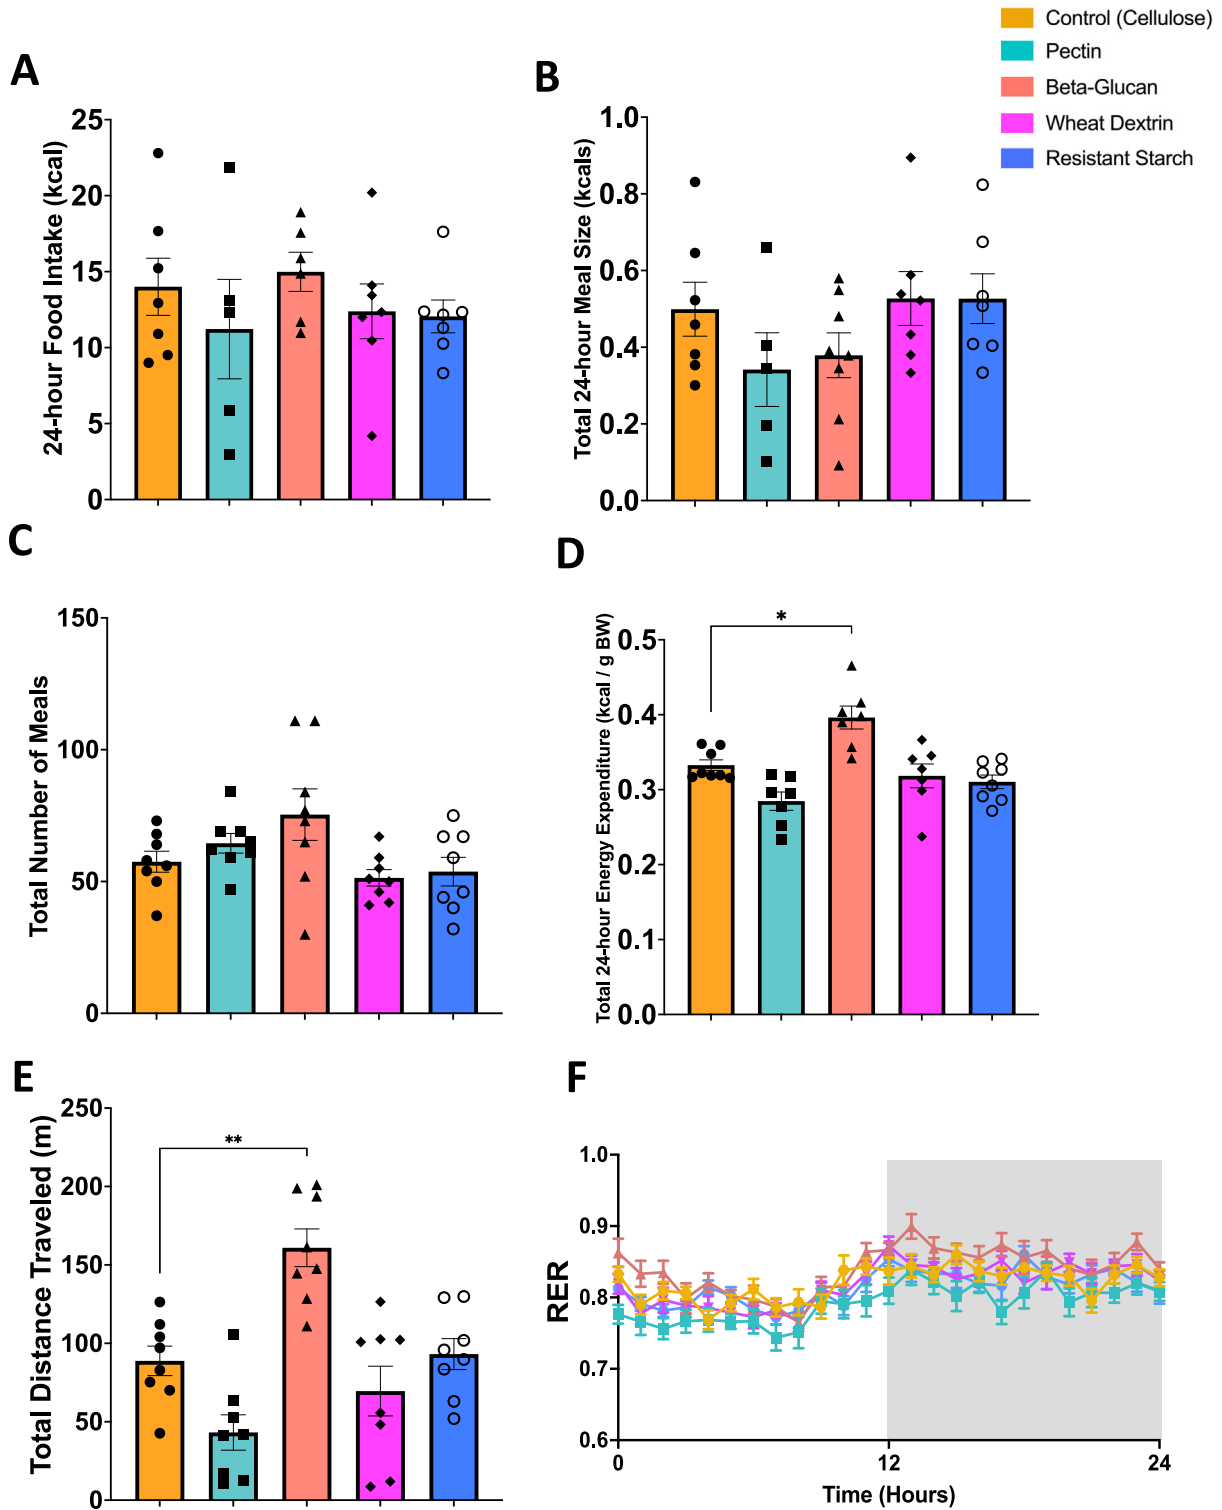 Control (Cellulose)
Pectin
Beta-Glucan
Wheat Dextrin
Resistant Starch
A
24-hour Food Intake (kcal)
25
20
15
10
5
0
B
Total 24-hour Meal Size (kcals)
1.0
0.8
0.6
0.4
0.2
0.0
C
Total Number of Meals
150
100
50
0
D
Total 24-hour Energy Expenditure (kcal / g BW)
*
0.5
0.4
0.3
0.2
0.1
0.0
E
Total Distance Traveled (m)
**
250
200
150
100
50
0
F
RER
1.0
0.9
0.8
0.7
0.6
0
12
24
Time (Hours)